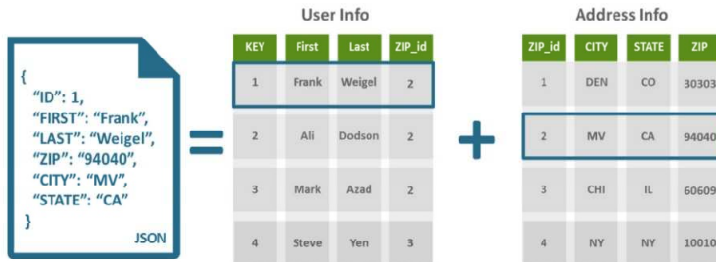 User Info
Address Info
KEY First Last ZIP_id
ZIP_id CITY STATE ZIP
{
"ID": 1,
"FIRST": "Frank",
"LAST": "Weigel",
"ZIP": "94040",
"CITY": "MV",
"STATE": "CA"
}
JSON
=
1 Frank Weigel 2
2 Ali Dodson 2
3 Mark Azad 2
4 Steve Yen 3
+
1 DEN CO 30303
2 MV CA 94040
3 CHI IL 60609
4 NY NY 10010